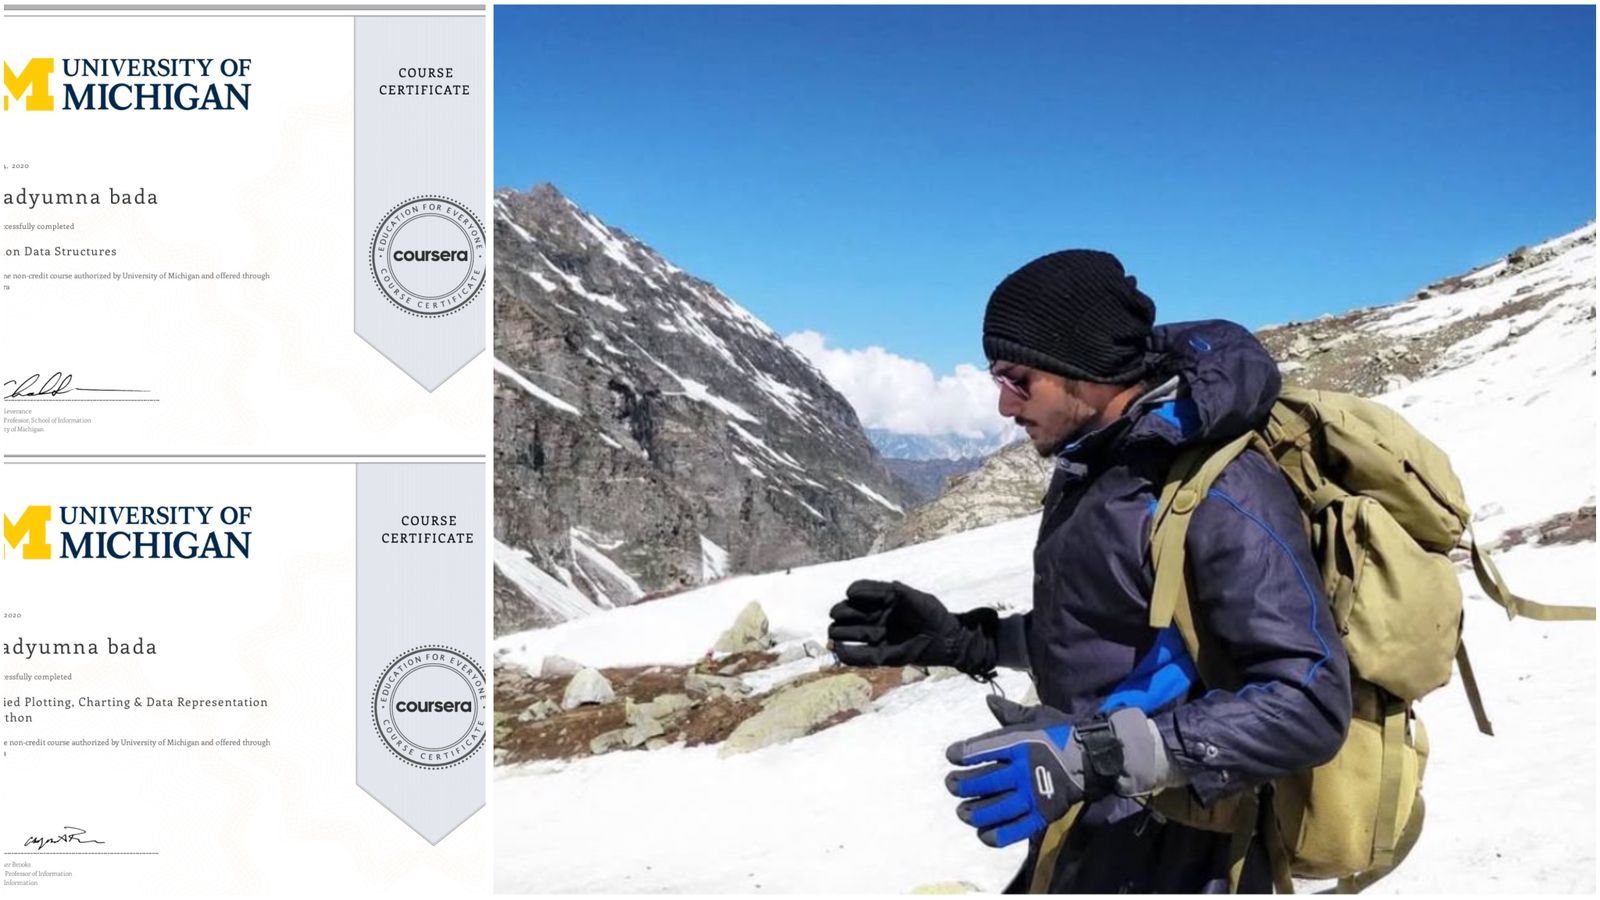 UNIVERSITY OF
MICHIGAN
COURSE
CERTIFICATE
, 2020
adyumna bada
ccessfully completed
on Data Structures
ne non-credit course authorized by University of Michigan and offered through
ra
EDUCATION FOR EVERYONE
coursera
COURSE CERTIFICATE
Severance
Professor, School of Information
ty of Michigan
UNIVERSITY OF
MICHIGAN
COURSE
CERTIFICATE
2020
adyumna bada
cessfully completed
ied Plotting, Charting & Data Representation
thon
e non-credit course authorized by University of Michigan and offered through
EDUCATION FOR EVERYONE
coursera
COURSE CERTIFICATE
er Brooks
Professor of Information
Information